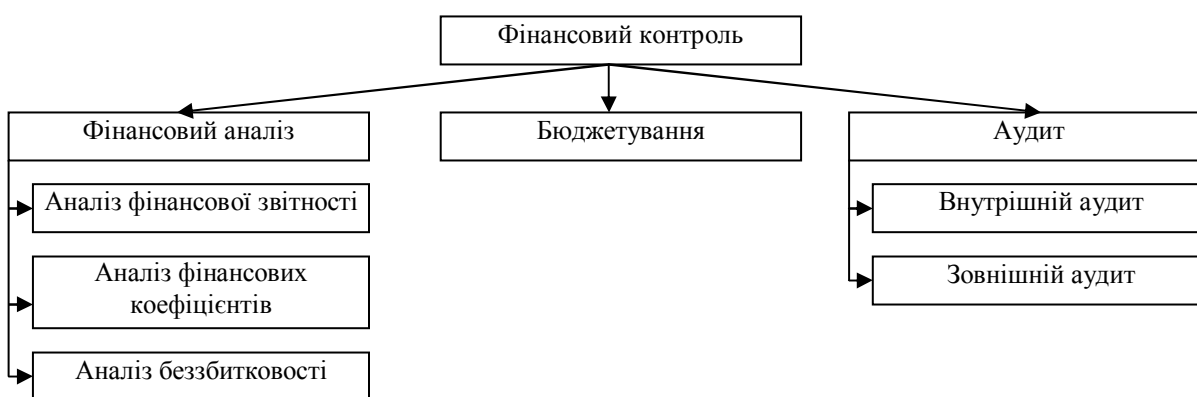 Фінансовий контроль
Фінансовий аналіз
Бюджетування
Аудит
Аналіз фінансової звітності
Внутрішній аудит
Аналіз фінансових
коефіцієнтів
Зовнішній аудит
Аналіз беззбитковості